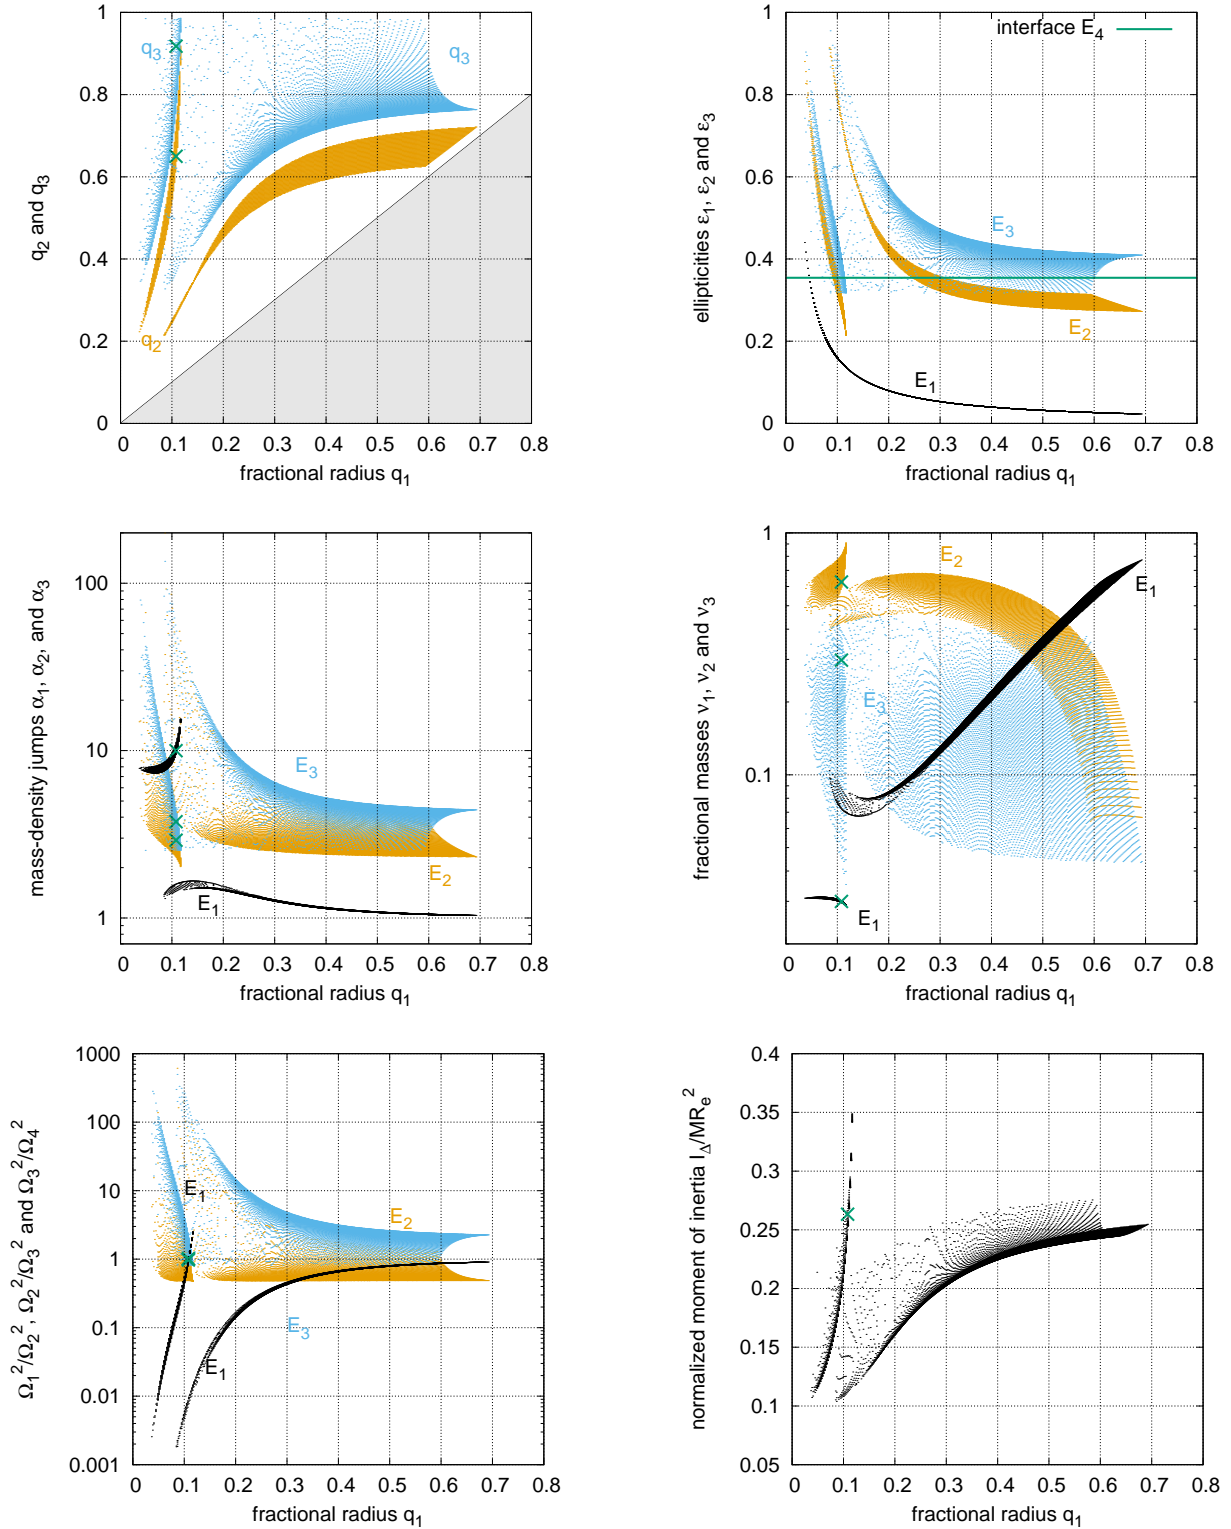 1
0.8
0.6
0.4
0.2
0
q₂ and q₃
q₃
q₃
q₂
0 0.1 0.2 0.3 0.4 0.5 0.6 0.7 0.8
fractional radius q₁
1
0.8
0.6
0.4
0.2
0
ellipticities ε₁, ε₂ and ε₃
interface E₄
E₃
E₂
E₁
0 0.1 0.2 0.3 0.4 0.5 0.6 0.7 0.8
fractional radius q₁
100
10
1
mass-density jumps α₁, α₂, and α₃
E₃
E₂
E₁
0 0.1 0.2 0.3 0.4 0.5 0.6 0.7 0.8
fractional radius q₁
1
0.1
fractional masses ν₁, ν₂ and ν₃
E₂
E₁
E₃
E₁
0 0.1 0.2 0.3 0.4 0.5 0.6 0.7 0.8
fractional radius q₁
1000
100
10
1
0.1
0.01
0.001
Ω₁²/Ω₂², Ω₂²/Ω₃² and Ω₃²/Ω₄²
E₁
E₂
E₃
E₁
0 0.1 0.2 0.3 0.4 0.5 0.6 0.7 0.8
fractional radius q₁
0.4
0.35
0.3
0.25
0.2
0.15
0.1
0.05
normalized moment of inertia I_Δ/MRₑ²
0 0.1 0.2 0.3 0.4 0.5 0.6 0.7 0.8
fractional radius q₁